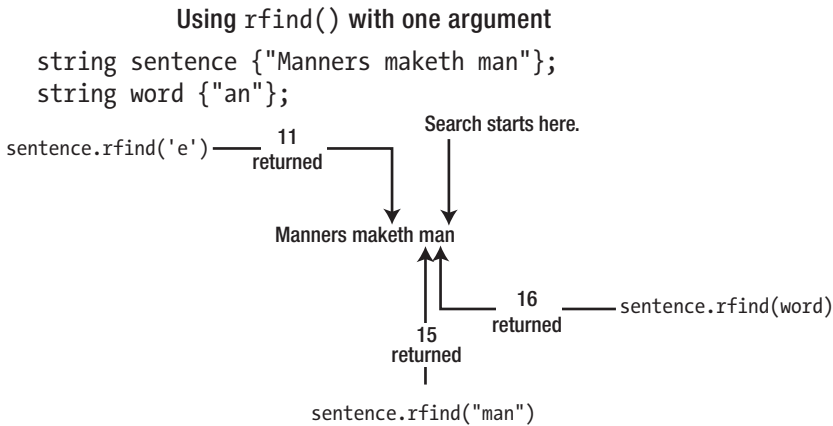 Using rfind() with one argument
string sentence {"Manners maketh man"};
string word {"an"};
Search starts here.
sentence.rfind('e')
11
returned
Manners maketh man
16
returned
sentence.rfind(word)
15
returned
sentence.rfind("man")